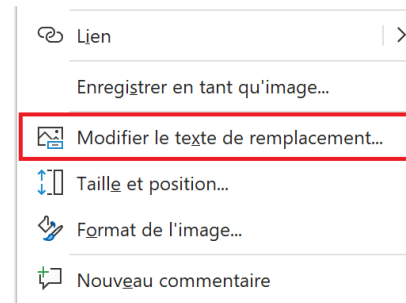 Lien
Enregistrer en tant qu'image...
Modifier le texte de remplacement...
Taille et position...
Format de l'image...
Nouveau commentaire